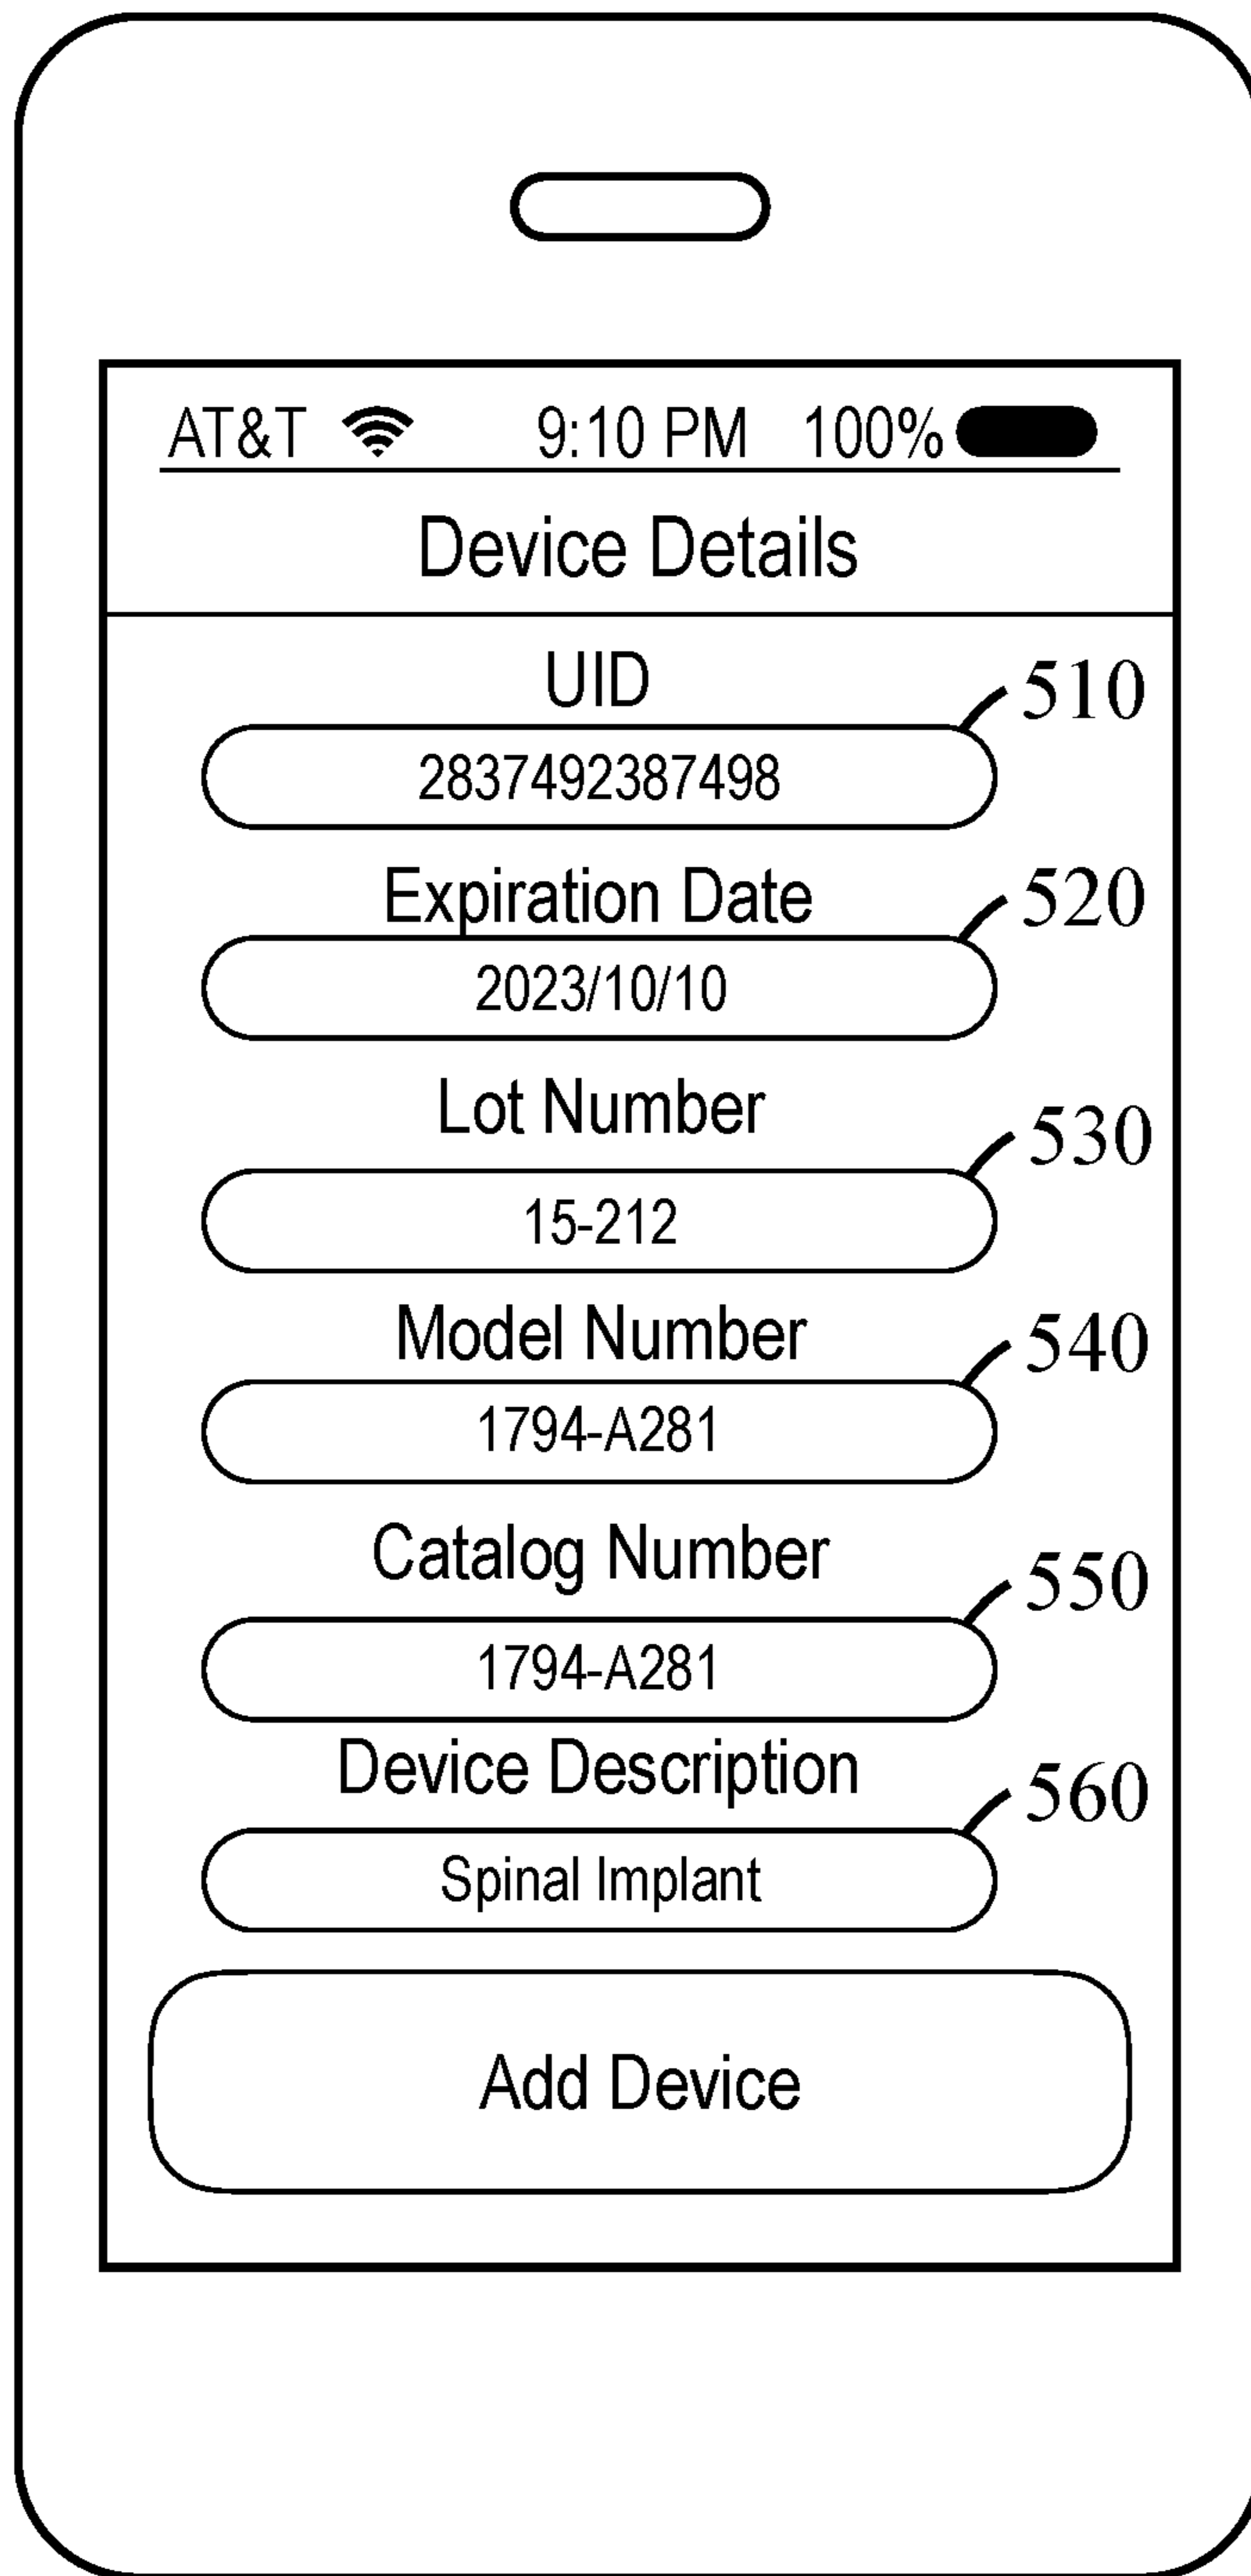 AT&T 9:10 PM 100%
Device Details
UID
510
2837492387498
Expiration Date
520
2023/10/10
Lot Number
530
15-212
Model Number
540
1794-A281
Catalog Number
550
1794-A281
Device Description
560
Spinal Implant
Add Device